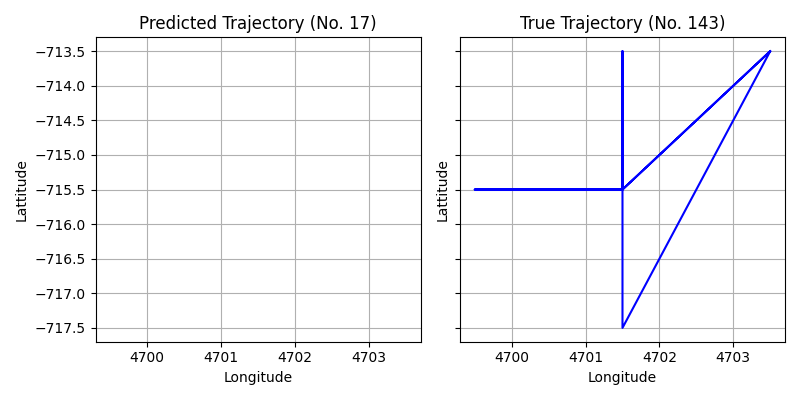 Predicted Trajectory (No. 17)
True Trajectory (No. 143)
Lattitude
−713.5
−714.0
−714.5
−715.0
−715.5
−716.0
−716.5
−717.0
−717.5
4700 4701 4702 4703
Longitude
Lattitude
4700 4701 4702 4703
Longitude